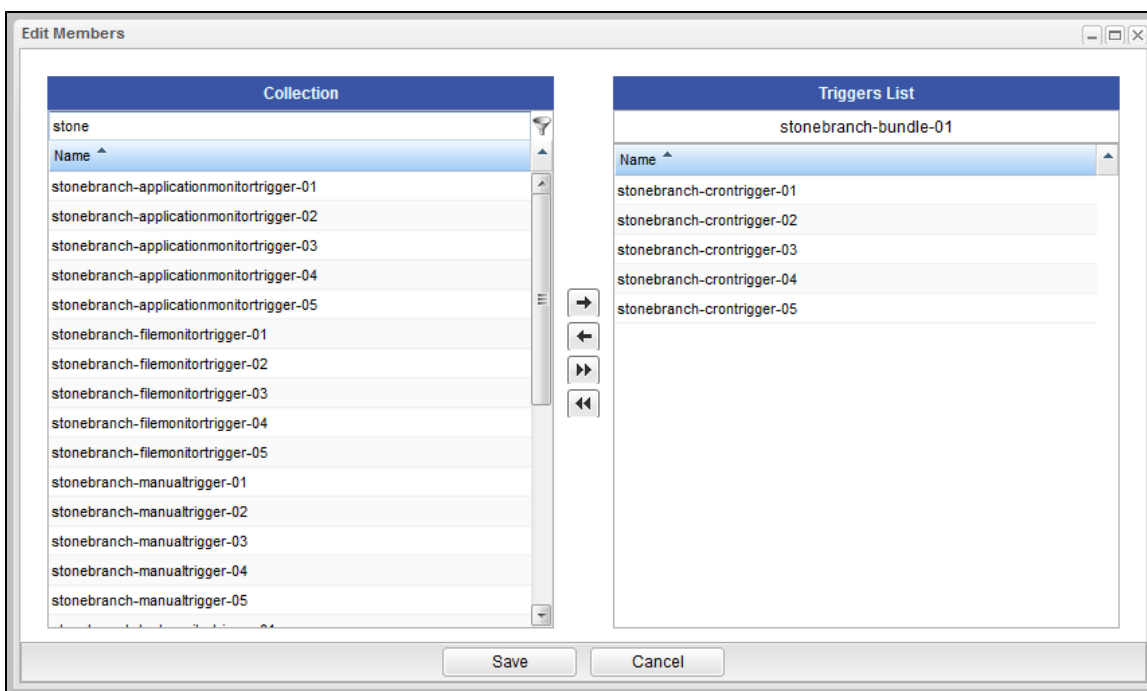 Edit Members
Collection
stone
Name
stonebranch-applicationmonitortrigger-01
stonebranch-applicationmonitortrigger-02
stonebranch-applicationmonitortrigger-03
stonebranch-applicationmonitortrigger-04
stonebranch-applicationmonitortrigger-05
stonebranch-filemonitortrigger-01
stonebranch-filemonitortrigger-02
stonebranch-filemonitortrigger-03
stonebranch-filemonitortrigger-04
stonebranch-filemonitortrigger-05
stonebranch-manualtrigger-01
stonebranch-manualtrigger-02
stonebranch-manualtrigger-03
stonebranch-manualtrigger-04
stonebranch-manualtrigger-05
Triggers List
stonebranch-bundle-01
Name
stonebranch-crontrigger-01
stonebranch-crontrigger-02
stonebranch-crontrigger-03
stonebranch-crontrigger-04
stonebranch-crontrigger-05
Save
Cancel